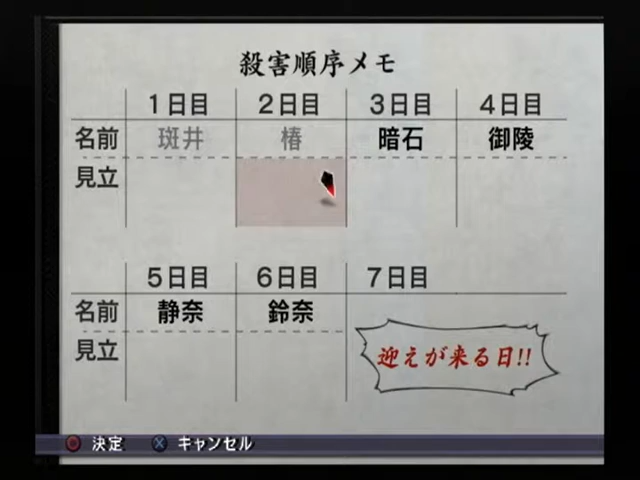 殺害順序メモ
1日目 2日目 3日目 4日目
名前 斑井 椿 暗石 御陵
見立
5日目 6日目 7日目
名前 静奈 鈴奈
見立
迎えが来る日!!
決定 キャンセル